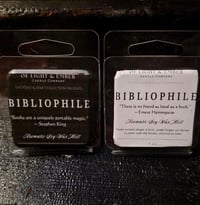 OF LIGHT & EMBER
CANDLE COMPANY
BIBLIOPHILE
"Books are a uniquely portable magic."
~ Stephen King
Aromatic Soy Wax Melt
OF LIGHT & EMBER
CANDLE COMPANY
BIBLIOPHILE
"There is no friend as loyal as a book."
~ Ernest Hemingway
Aromatic Soy Wax Melt